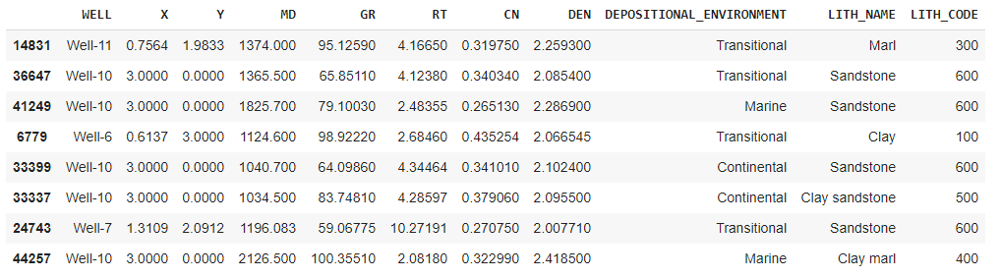 WELL X Y MD GR RT CN DEN DEPOSITIONAL_ENVIRONMENT LITH_NAME LITH_CODE
14831 Well-11 0.7564 1.9833 1374.000 95.12590 4.16650 0.319750 2.259300 Transitional Marl 300
36647 Well-10 3.0000 0.0000 1365.500 65.85110 4.12380 0.340340 2.085400 Transitional Sandstone 600
41249 Well-10 3.0000 0.0000 1825.700 79.10030 2.48355 0.265130 2.286900 Marine Sandstone 600
6779 Well-6 0.6137 3.0000 1124.600 98.92220 2.68460 0.435254 2.066545 Transitional Clay 100
33399 Well-10 3.0000 0.0000 1040.700 64.09860 4.34464 0.341010 2.102400 Continental Sandstone 600
33337 Well-10 3.0000 0.0000 1034.500 83.74810 4.28597 0.379060 2.095500 Continental Clay sandstone 500
24743 Well-7 1.3109 2.0912 1196.083 59.06775 10.27191 0.270750 2.007710 Transitional Sandstone 600
44257 Well-10 3.0000 0.0000 2126.500 100.35510 2.08180 0.322990 2.418500 Marine Clay marl 400